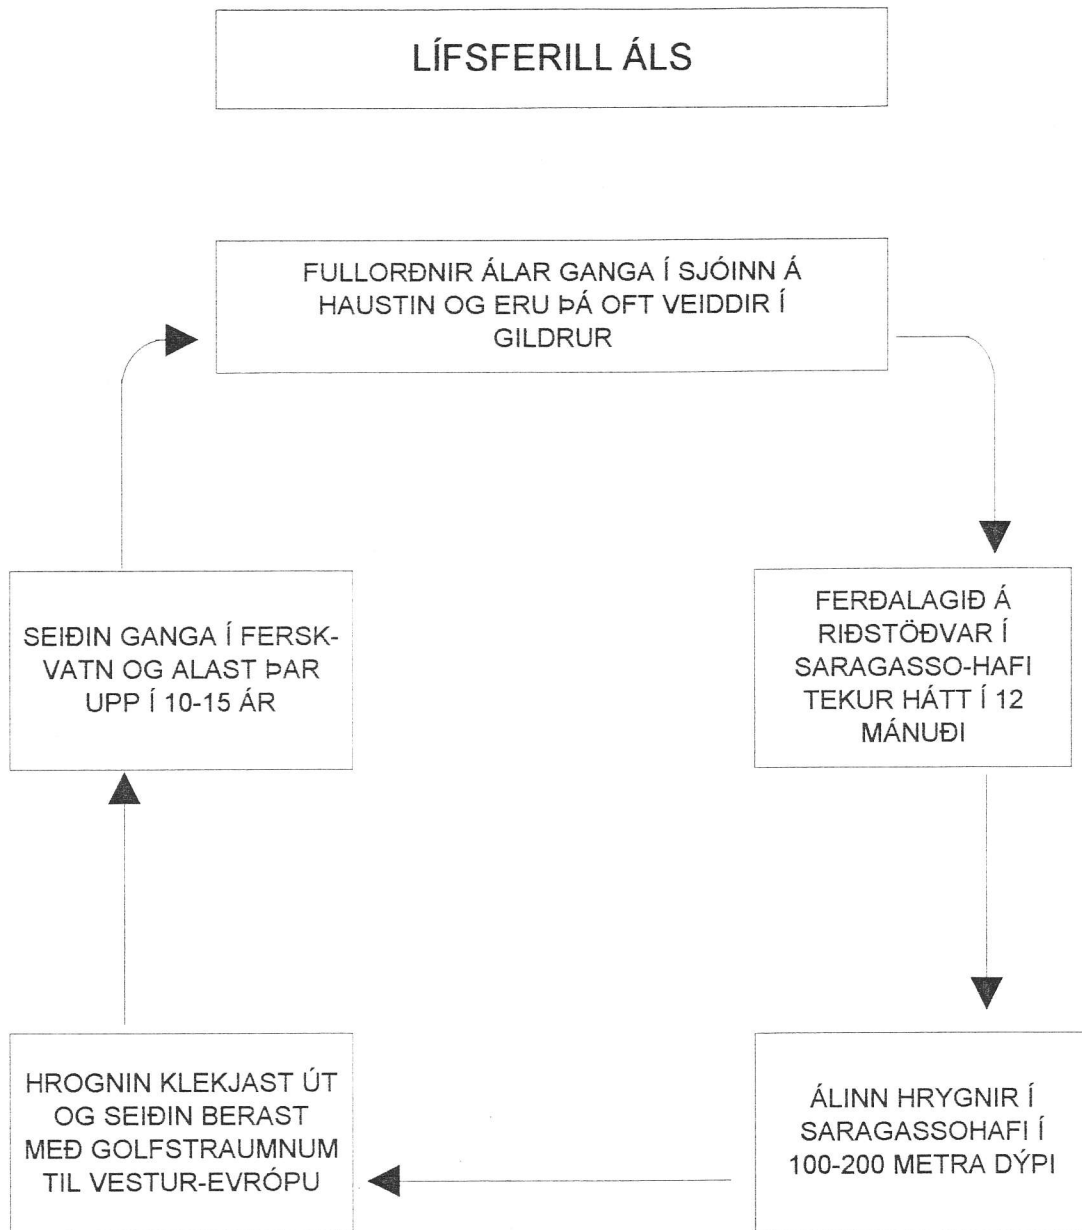 LÍFSFERILL ÁLS
FULLORÐNIR ÁLAR GANGA Í SJÓINN Á
HAUSTIN OG ERU ÞÁ OFT VEIDDIR Í
GILDRUR
FERÐALAGIÐ Á
RIÐSTÖÐVAR Í
SARAGASSO-HAFI
TEKUR HÁTT Í 12
MÁNUÐI
ÁLINN HRYGNIR Í
SARAGASSOHAFI Í
100-200 METRA DÝPI
HROGNIN KLEKJAST ÚT
OG SEIÐIN BERAST
MEÐ GOLFSTRAUMNUM
TIL VESTUR-EVRÓPU
SEIÐIN GANGA Í FERSK-
VATN OG ALAST ÞAR
UPP Í 10-15 ÁR